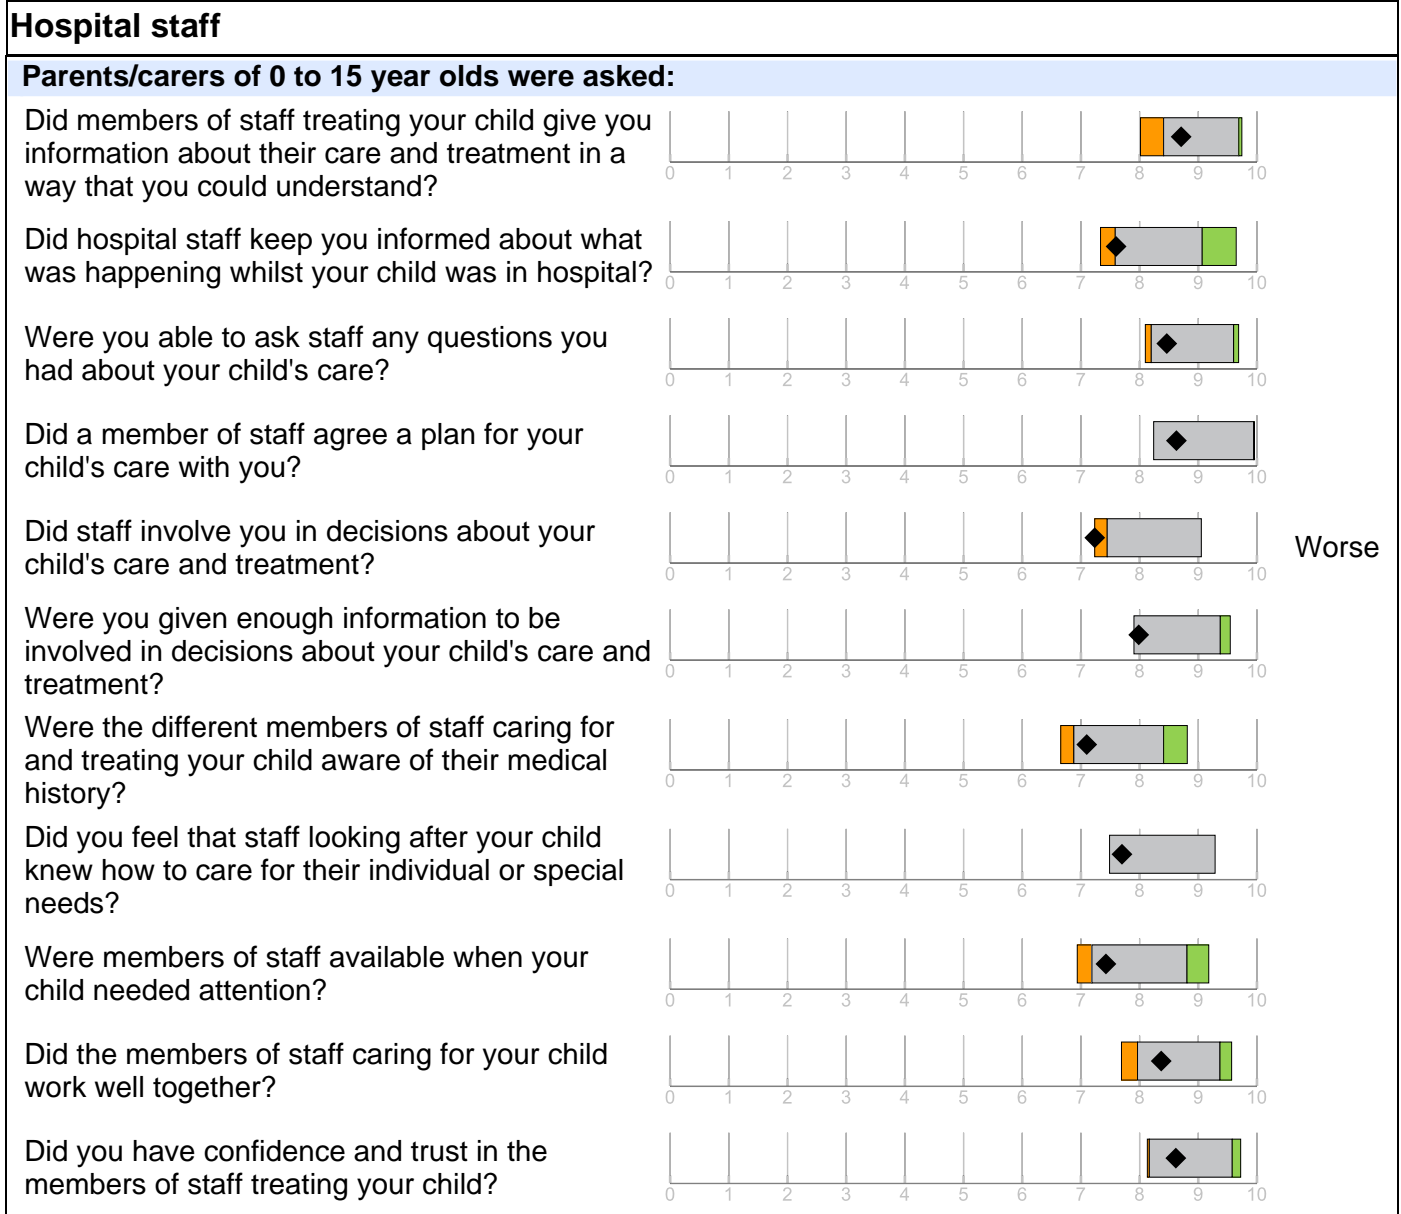 Hospital staff
Parents/carers of 0 to 15 year olds were asked:
Did members of staff treating your child give you
information about their care and treatment in a
way that you could understand?
0 1 2 3 4 5 6 7 8 9 10
Did hospital staff keep you informed about what
was happening whilst your child was in hospital?
0 1 2 3 4 5 6 7 8 9 10
Were you able to ask staff any questions you
had about your child's care?
0 1 2 3 4 5 6 7 8 9 10
Did a member of staff agree a plan for your
child's care with you?
0 1 2 3 4 5 6 7 8 9 10
Did staff involve you in decisions about your
child's care and treatment?
Worse
0 1 2 3 4 5 6 7 8 9 10
Were you given enough information to be
involved in decisions about your child's care and
treatment?
0 1 2 3 4 5 6 7 8 9 10
Were the different members of staff caring for
and treating your child aware of their medical
history?
0 1 2 3 4 5 6 7 8 9 10
Did you feel that staff looking after your child
knew how to care for their individual or special
needs?
0 1 2 3 4 5 6 7 8 9 10
Were members of staff available when your
child needed attention?
0 1 2 3 4 5 6 7 8 9 10
Did the members of staff caring for your child
work well together?
0 1 2 3 4 5 6 7 8 9 10
Did you have confidence and trust in the
members of staff treating your child?
0 1 2 3 4 5 6 7 8 9 10